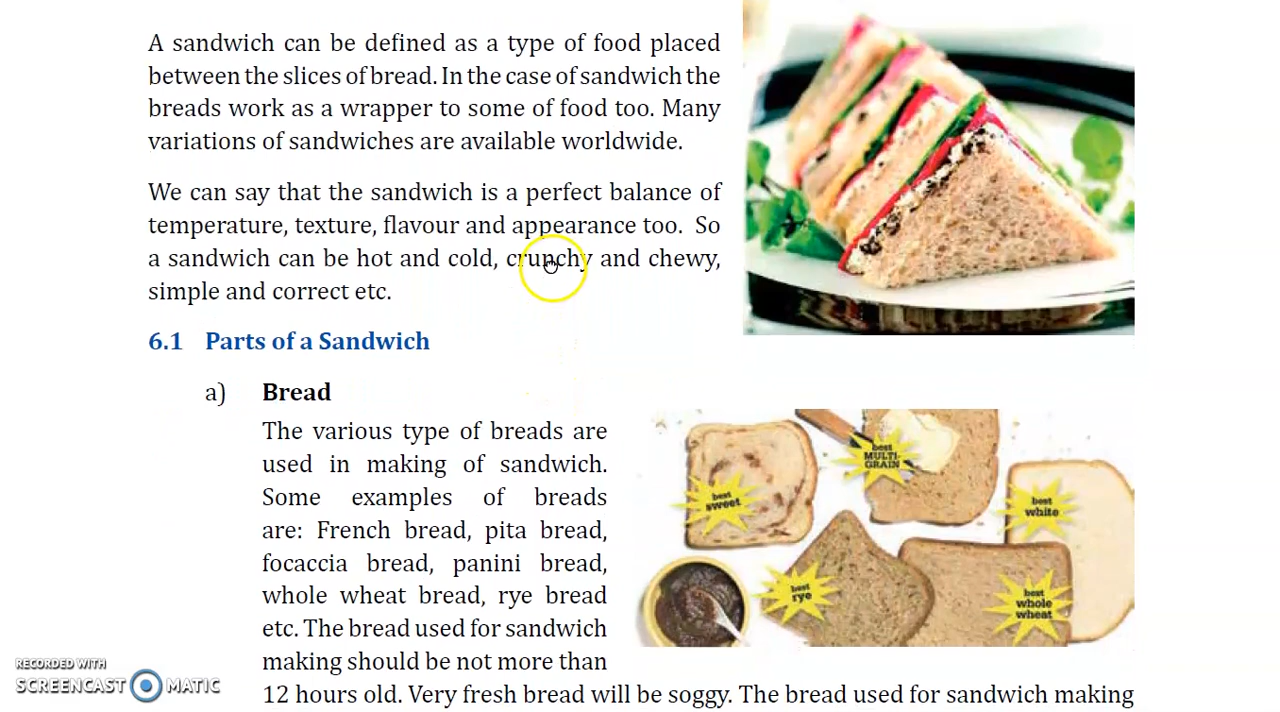 A sandwich can be defined as a type of food placed
between the slices of bread. In the case of sandwich the
breads work as a wrapper to some of food too. Many
variations of sandwiches are available worldwide.
We can say that the sandwich is a perfect balance of
temperature, texture, flavour and appearance too. So
a sandwich can be hot and cold, crunchy and chewy,
simple and correct etc.
6.1 Parts of a Sandwich
a) Bread
The various type of breads are
used in making of sandwich.
Some examples of breads
are: French bread, pita bread,
focaccia bread, panini bread,
whole wheat bread, rye bread
etc. The bread used for sandwich
making should be not more than
12 hours old. Very fresh bread will be soggy. The bread used for sandwich making
best
sweet
best
MULTI-
GRAIN
best
white
best
rye
best
whole
wheat
RECORDED WITH
SCREENCAST MATIC